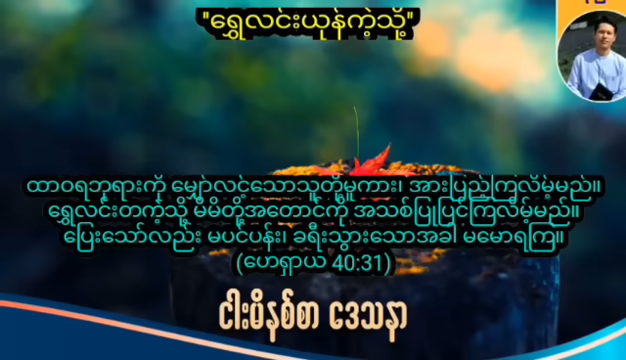 "ရွှေလင်းယုန်ကဲ့သို့"
ထာဝရဘုရားကို မျှော်လင့်သောသူတို့မူကား၊ အားပြည့်ကြလိမ့်မည်။
ရွှေလင်းတကဲ့သို့ မိမိတို့အတောင်ကို အသစ်ပြုပြင်ကြလိမ့်မည်။
ပြေးသော်လည်း မပင်ပန်း၊ ခရီးသွားသောအခါ မမောရကြ။
(ဟေရှာယ 40:31)
ငါးမိနစ်စာ ဒေသနာ